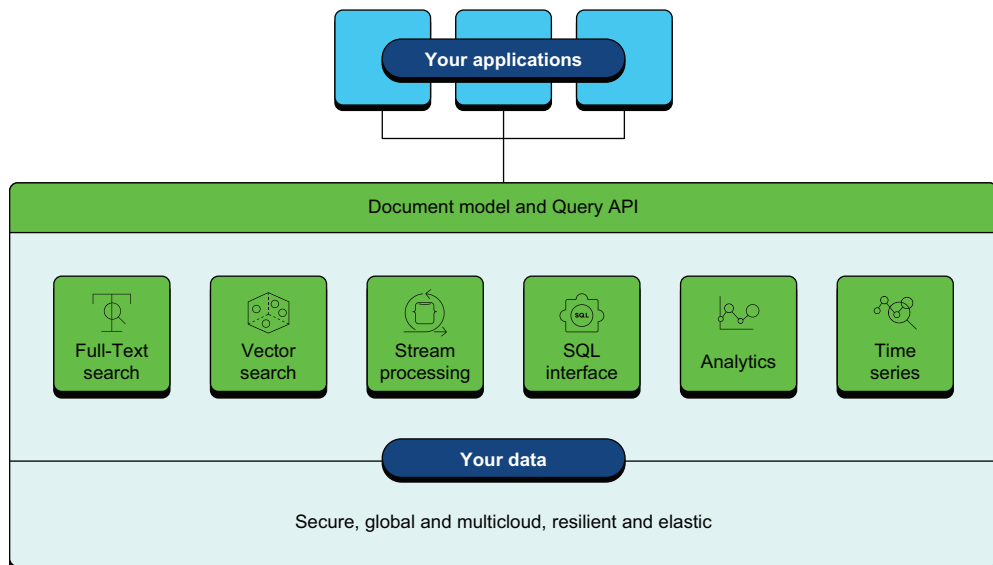 Your applications
Document model and Query API
Full-Text
search
Vector
search
Stream
processing
SQL
SQL
interface
Analytics
Time
series
Your data
Secure, global and multicloud, resilient and elastic